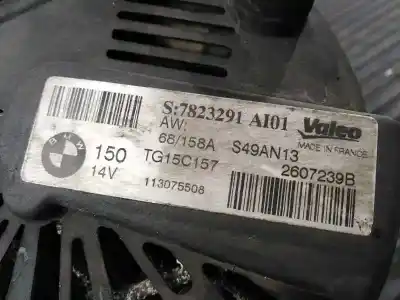 S:7823291 AI01 Valeo
AW: MADE IN FRANCE
68/158A S49AN13
BMW 150 TG15C157 2607239B
14V
113075508